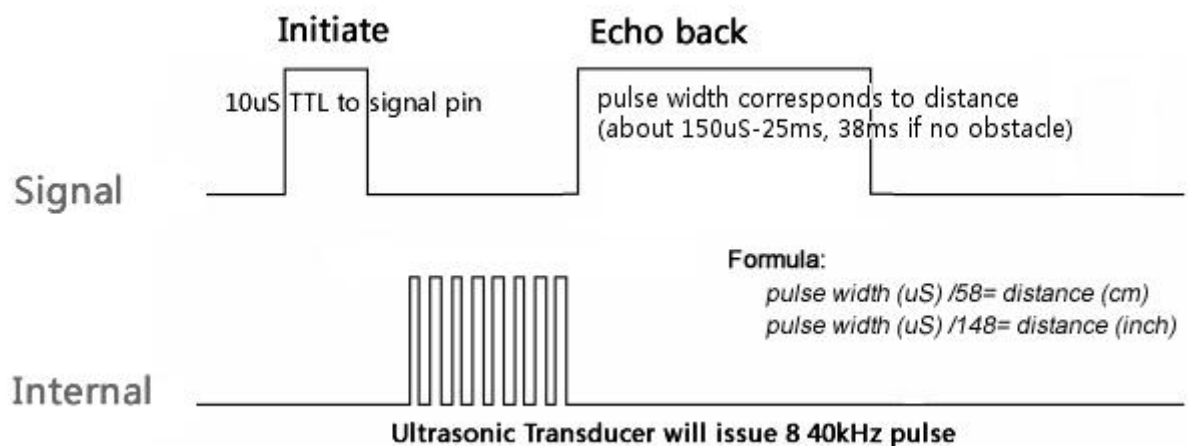 Initiate
Echo back
10uS TTL to signal pin
pulse width corresponds to distance
(about 150uS-25ms, 38ms if no obstacle)
Signal
Formula:
pulse width (uS) /58= distance (cm)
pulse width (uS) /148= distance (inch)
Internal
Ultrasonic Transducer will issue 8 40kHz pulse